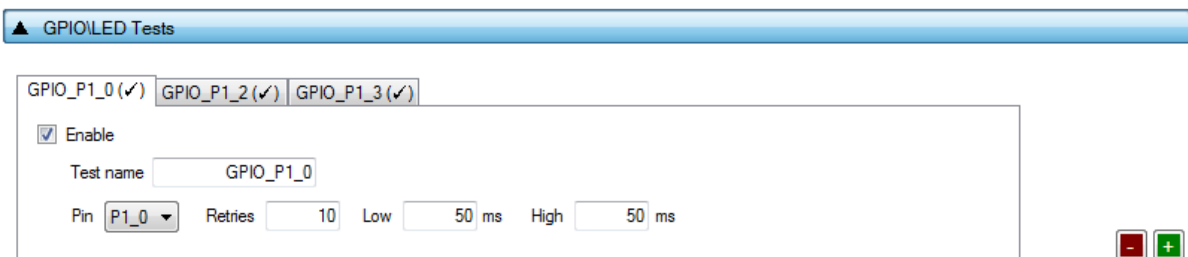 ▲ GPIO\LED Tests
GPIO_P1_0 (✓) GPIO_P1_2 (✓) GPIO_P1_3 (✓)
Enable
Test name GPIO_P1_0
Pin P1_0 Retries 10 Low 50 ms High 50 ms
- +